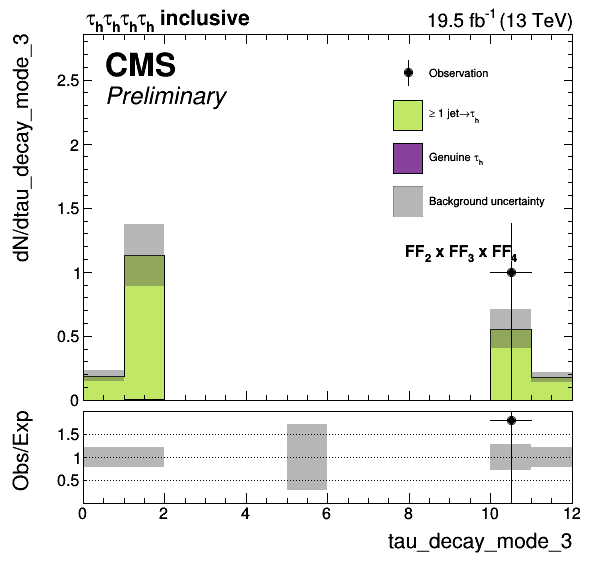 τhτhτhτh inclusive
19.5 fb-1 (13 TeV)
CMS
Preliminary
Observation
≥ 1 jet→τh
Genuine τh
Background uncertainty
FF2 x FF3 x FF4
dN/dtau_decay_mode_3
2.5
2
1.5
1
0.5
0
Obs/Exp
1.5
1
0.5
0 2 4 6 8 10 12
tau_decay_mode_3